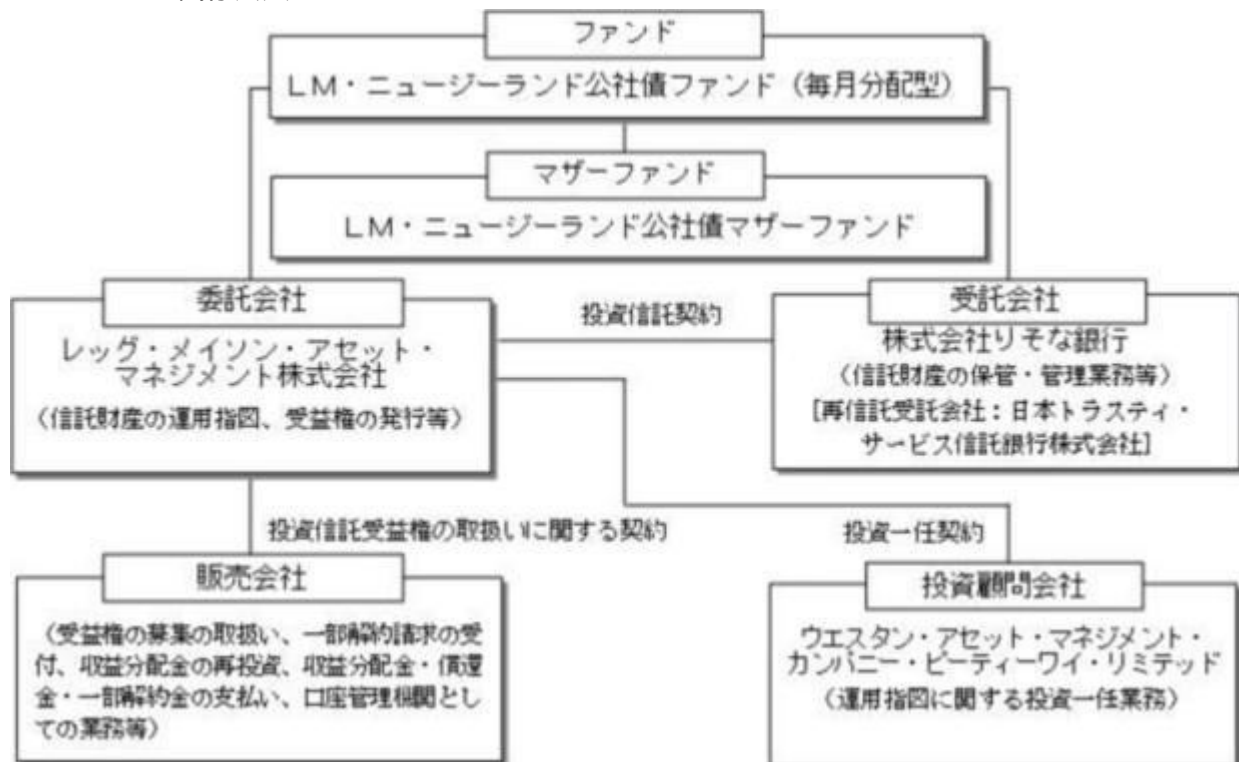 ファンド
LM・ニュージーランド公社債ファンド（毎月分配型）
マザーファンド
LM・ニュージーランド公社債マザーファンド
委託会社
レッグ・メイソン・アセット・
マネジメント株式会社
（信託財産の運用指図、受益権の発行等）
投資信託契約
受託会社
株式会社りそな銀行
（信託財産の保管・管理業務等）
[再信託受託会社：日本トラスティ・
サービス信託銀行株式会社]
投資信託受益権の取扱いに関する契約
投資一任契約
販売会社
（受益権の募集の取扱い、一部解約請求の受
付、収益分配金の再投資、収益分配金・償還
金・一部解約金の支払い、口座管理機関とし
ての業務等）
投資顧問会社
ウエスタン・アセット・マネジメント・
カンパニー・ピーティーワイ・リミテッド
（運用指図に関する投資一任業務）